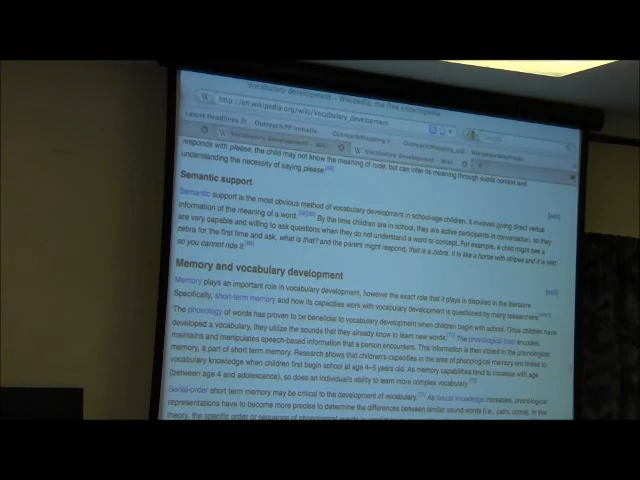 Vocabulary development – Wikipedia, the free encyclopedia
http://en.wikipedia.org/wiki/Vocabulary_development
Latest Headlines
Vocabulary development – Wiki...
responds with please, the child may not know the meaning of rude, but can infer its meaning through social context and
understanding the necessity of saying please.
Semantic support
Semantic support is the most obvious method of vocabulary development in school-age children. It involves giving direct verbal
information of the meaning of a word. By the time children are in school, they are active participants in conversation, so they
are very capable and willing to ask questions when they do not understand a word or concept. For example, a child might see a
zebra for the first time and ask, what is that? and the parent might respond, that is a zebra. It is like a horse with stripes and it is wild
so you cannot ride it.
Memory and vocabulary development
[edit]
Memory plays an important role in vocabulary development, however the exact role that it plays is disputed in the literature.
Specifically, short-term memory and how its capacities work with vocabulary development is questioned by many researchers
The phonology of words has proven to be beneficial to vocabulary development when children begin school. Once children have
developed a vocabulary, they utilize the sounds that they already know to learn new words. The phonological loop encodes,
maintains and manipulates speech-based information that a person encounters. This information is then stored in the phonological
memory, a part of short term memory. Research shows that children's capacities in the area of phonological memory are linked to
vocabulary knowledge when children first begin school at age 4–5 years old. As memory capabilities tend to increase with age
(between age 4 and adolescence), so does an individual's ability to learn more complex vocabulary.
Serial-order short term memory may be critical to the development of vocabulary. As lexical knowledge increases, phonological
representations have to become more precise to determine the differences between similar sound words (i.e., calm, come). In this
theory, the specific order or sequence of phonological events is used to